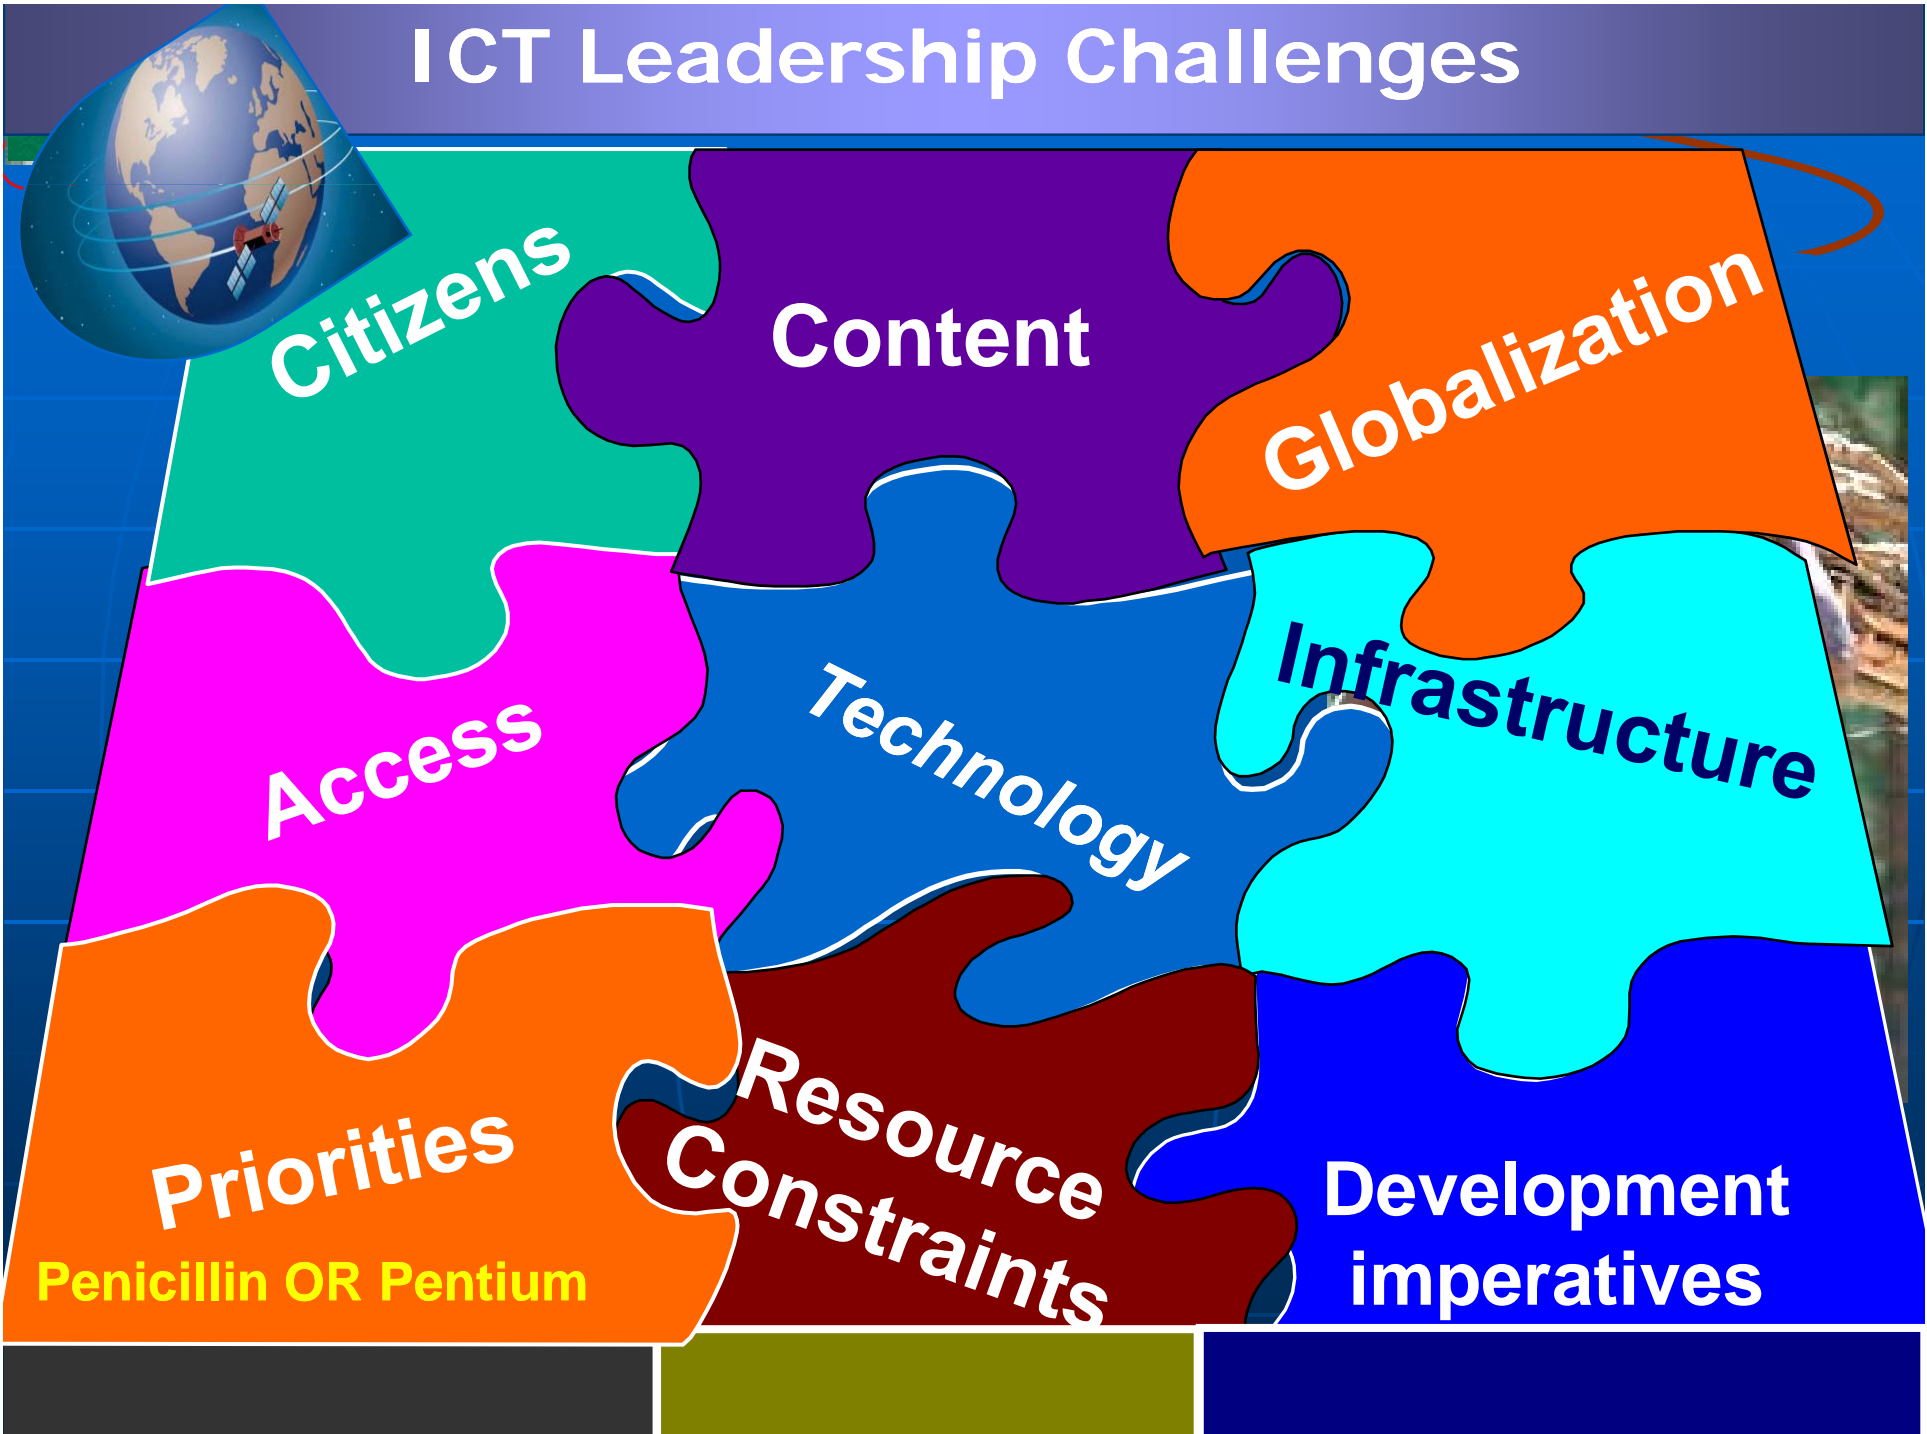 ICT Leadership Challenges
Citizens
Content
Globalization
Access
Technology
Infrastructure
Priorities
Penicillin OR Pentium
Resource
Constraints
Development
imperatives